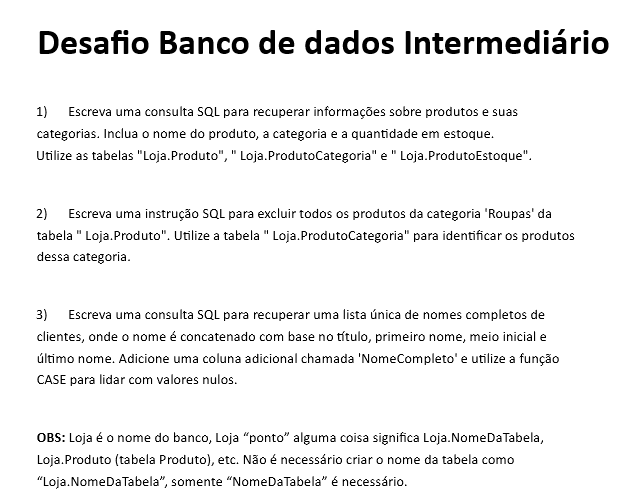 Desafio Banco de dados Intermediário
1) Escreva uma consulta SQL para recuperar informações sobre produtos e suas
categorias. Inclua o nome do produto, a categoria e a quantidade em estoque.
Utilize as tabelas "Loja.Produto", " Loja.ProdutoCategoria" e " Loja.ProdutoEstoque".
2) Escreva uma instrução SQL para excluir todos os produtos da categoria 'Roupas' da
tabela " Loja.Produto". Utilize a tabela " Loja.ProdutoCategoria" para identificar os produtos
dessa categoria.
3) Escreva uma consulta SQL para recuperar uma lista única de nomes completos de
clientes, onde o nome é concatenado com base no título, primeiro nome, meio inicial e
último nome. Adicione uma coluna adicional chamada 'NomeCompleto' e utilize a função
CASE para lidar com valores nulos.
OBS: Loja é o nome do banco, Loja “ponto” alguma coisa significa Loja.NomeDaTabela,
Loja.Produto (tabela Produto), etc. Não é necessário criar o nome da tabela como
“Loja.NomeDaTabela”, somente “NomeDaTabela” é necessário.